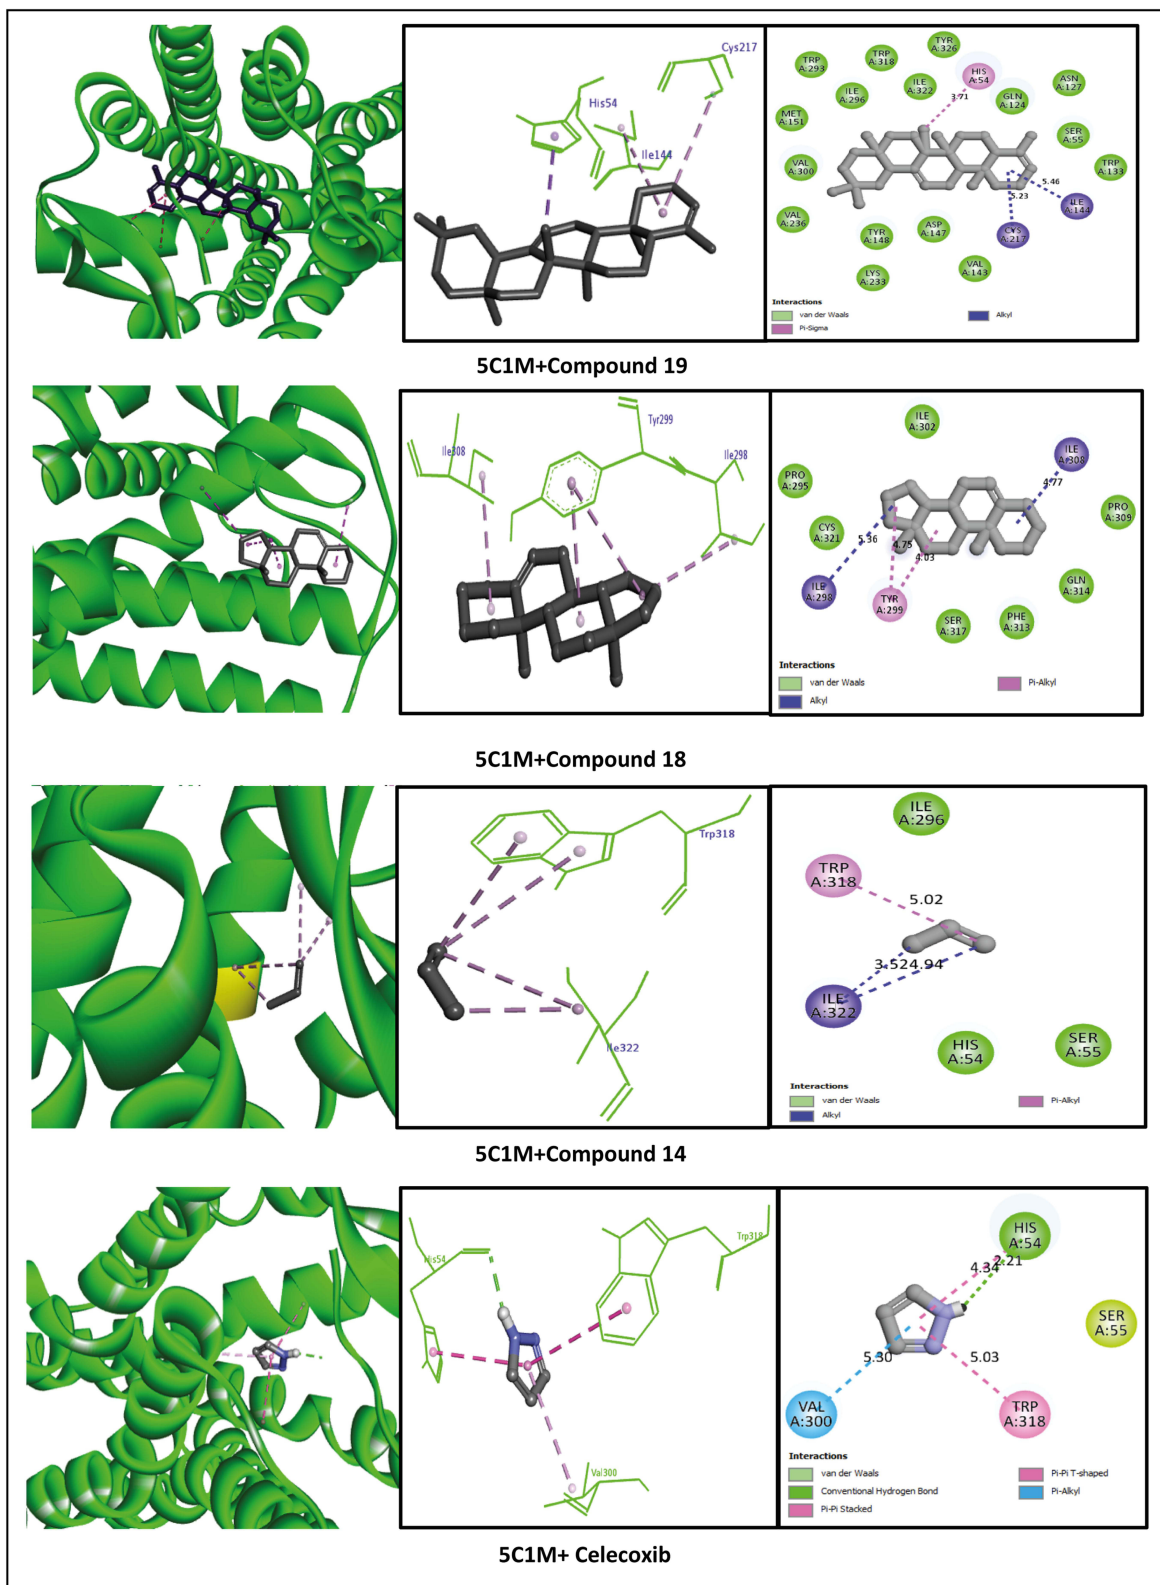 Cys217
His54
Ile144
TYR
A:326
TRP
A:318
TRP
A:293
HIS
A:54
ILE
A:322
ASN
A:127
ILE
A:296
GLN
A:124
3.71
MET
A:151
SER
A:55
VAL
A:300
TRP
A:133
5.46
5.23
ILE
A:144
VAL
A:236
TYR
A:148
ASP
A:147
CYS
A:217
LYS
A:233
VAL
A:143
Interactions
van der Waals
Alkyl
Pi-Sigma
5C1M+Compound 19
Tyr299
Ile308
Ile298
ILE
A:302
ILE
A:308
4.77
PRO
A:295
PRO
A:309
CYS
A:321
5.36
4.75
4.03
ILE
A:298
TYR
A:299
GLN
A:314
SER
A:317
PHE
A:313
Interactions
van der Waals
Pi-Alkyl
Alkyl
5C1M+Compound 18
Trp318
Ile322
ILE
A:296
TRP
A:318
5.02
3.524.94
ILE
A:322
HIS
A:54
SER
A:55
Interactions
van der Waals
Pi-Alkyl
Alkyl
5C1M+Compound 14
His54
Trp318
Val300
HIS
A:54
2.21
4.34
SER
A:55
5.30
5.03
VAL
A:300
TRP
A:318
Interactions
van der Waals
Pi-Pi T-shaped
Conventional Hydrogen Bond
Pi-Alkyl
Pi-Pi Stacked
5C1M+ Celecoxib